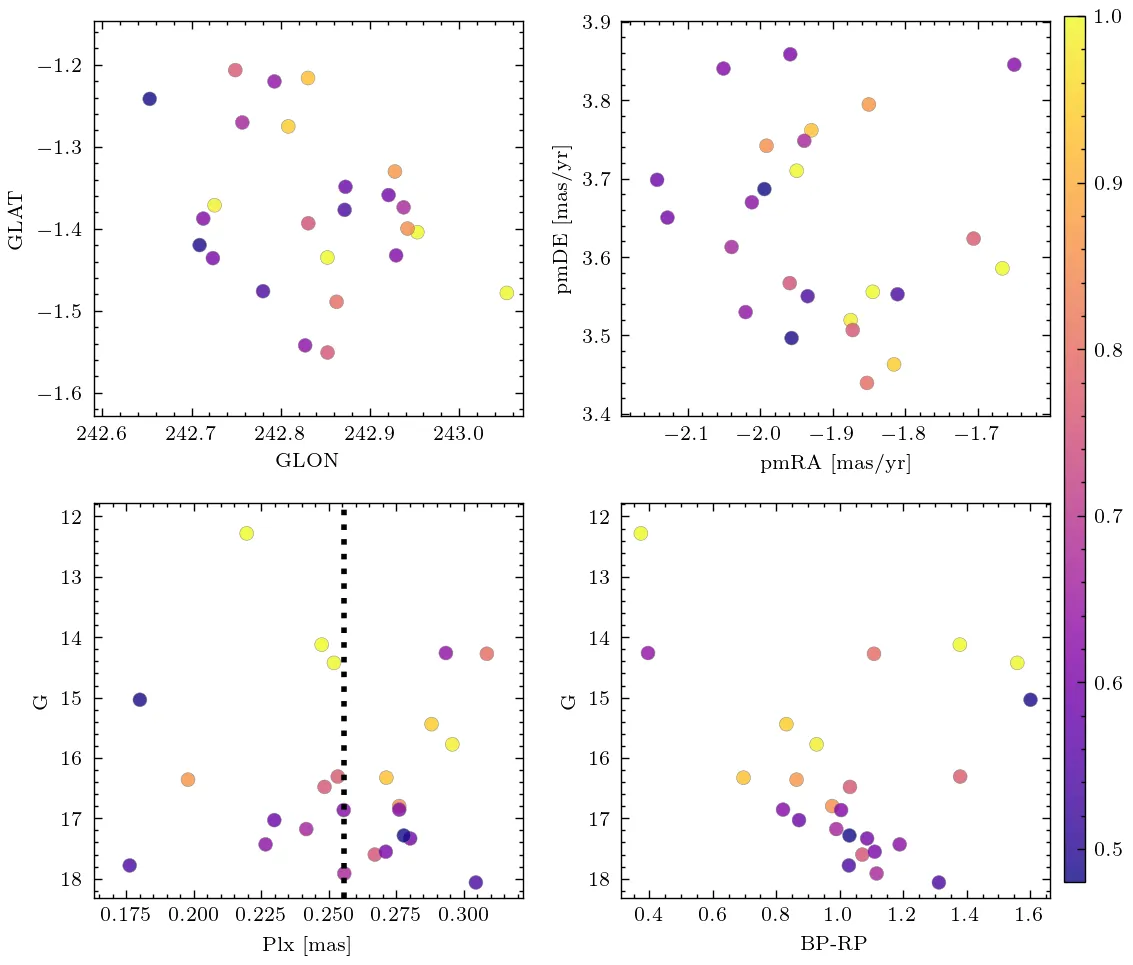 −1.2
−1.3
−1.4
−1.5
−1.6
GLAT
242.6 242.7 242.8 242.9 243.0
GLON
3.9
3.8
3.7
3.6
3.5
3.4
pmDE [mas/yr]
−2.1 −2.0 −1.9 −1.8 −1.7
pmRA [mas/yr]
12
13
14
15
16
17
18
G
0.175 0.200 0.225 0.250 0.275 0.300
Plx [mas]
12
13
14
15
16
17
18
G
0.4 0.6 0.8 1.0 1.2 1.4 1.6
BP-RP
1.0
0.9
0.8
0.7
0.6
0.5